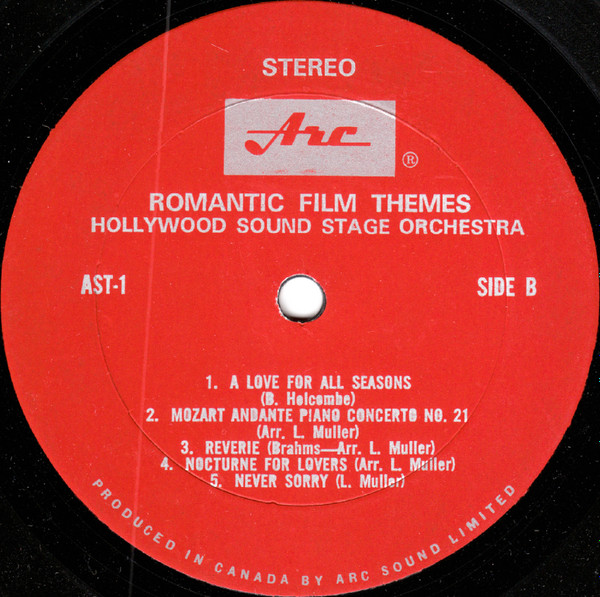 STEREO
Arc ®
ROMANTIC FILM THEMES
HOLLYWOOD SOUND STAGE ORCHESTRA
AST-1
SIDE B
1. A LOVE FOR ALL SEASONS
(B. Holcombe)
2. MOZART ANDANTE PIANO CONCERTO NO. 21
(Arr. L. Muller)
3. REVERIE (Brahms—Arr. L. Muller)
4. NOCTURNE FOR LOVERS (Arr. L. Muller)
5. NEVER SORRY (L. Muller)
PRODUCED IN CANADA BY ARC SOUND LIMITED